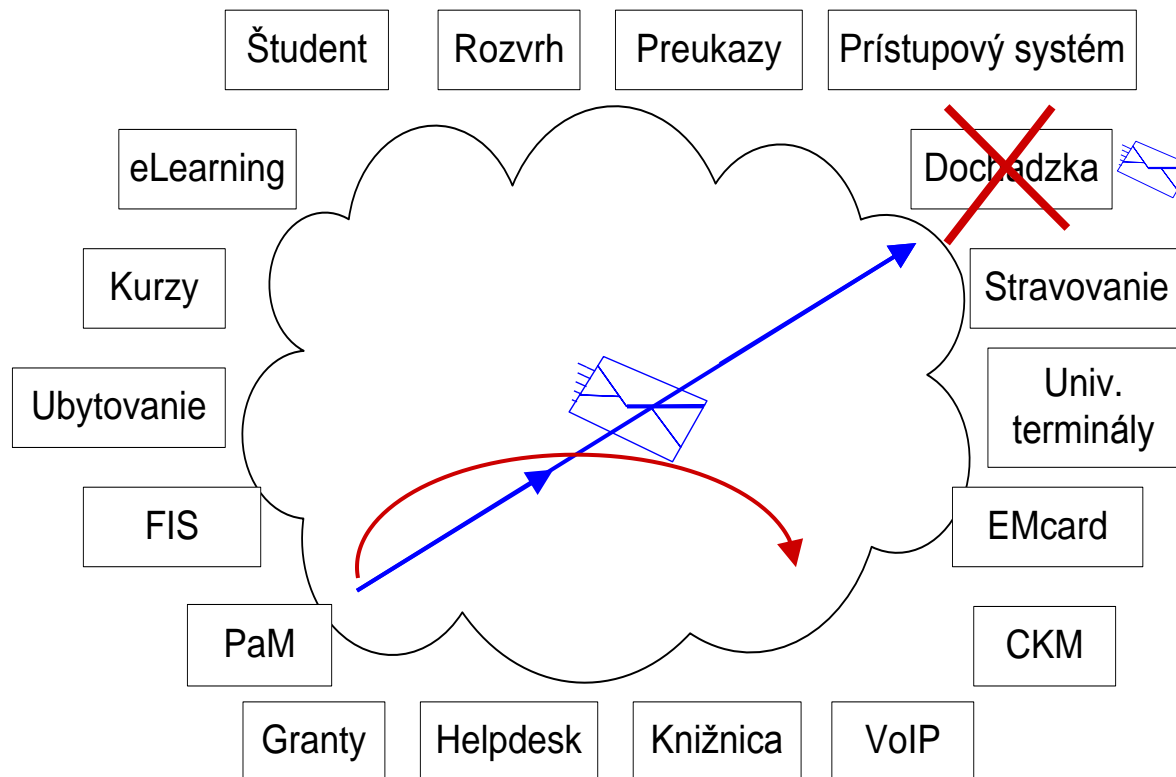 Študent
Rozvrh
Preukazy
Prístupový systém
eLearning
Dochádzka
Kurzy
Stravovanie
Ubytovanie
Univ.
terminály
FIS
EMcard
PaM
CKM
Granty
Helpdesk
Knižnica
VoIP